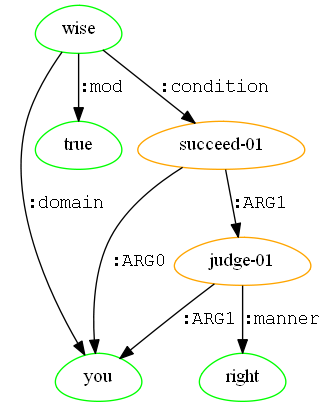 wise
:mod :condition
true succeed-01
:domain :ARG1
:ARG0 judge-01
:ARG1 :manner
you right